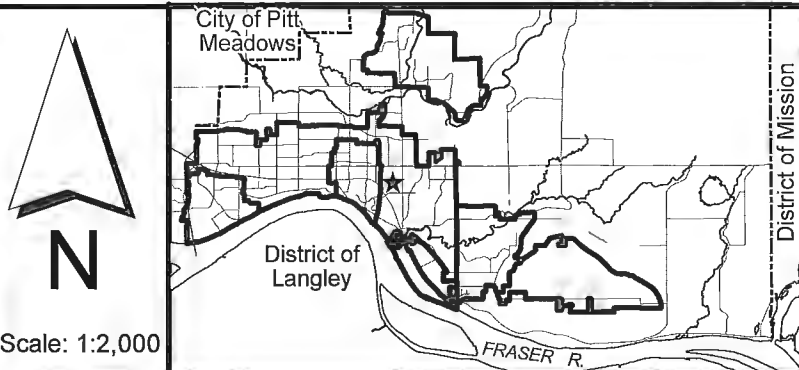 City of Pitt
Meadows
District of Mission
District of
Langley
N
Scale: 1:2,000
FRASER R.